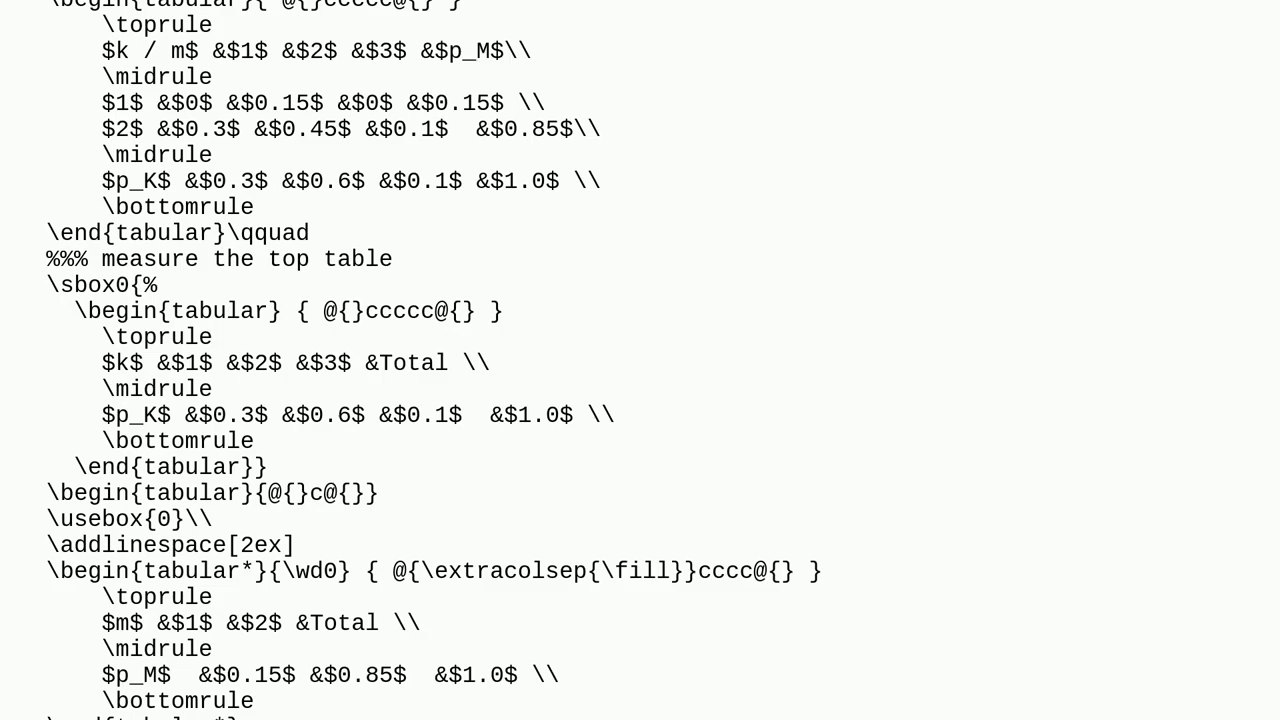 \begin{tabular}{ @{}ccccc@{} }
\toprule
$k / m$ &$1$ &$2$ &$3$ &$p_M$\\
\midrule
$1$ &$0$ &$0.15$ &$0$ &$0.15$ \\
$2$ &$0.3$ &$0.45$ &$0.1$  &$0.85$\\
\midrule
$p_K$ &$0.3$ &$0.6$ &$0.1$ &$1.0$ \\
\bottomrule
\end{tabular}\qquad
%%% measure the top table
\sbox0{%
\begin{tabular} { @{}ccccc@{} }
\toprule
$k$ &$1$ &$2$ &$3$ &Total \\
\midrule
$p_K$ &$0.3$ &$0.6$ &$0.1$  &$1.0$ \\
\bottomrule
\end{tabular}}
\begin{tabular}{@{}c@{}}
\usebox{0}\\
\addlinespace[2ex]
\begin{tabular*}{\wd0} { @{\extracolsep{\fill}}cccc@{} }
\toprule
$m$ &$1$ &$2$ &Total \\
\midrule
$p_M$  &$0.15$ &$0.85$  &$1.0$ \\
\bottomrule